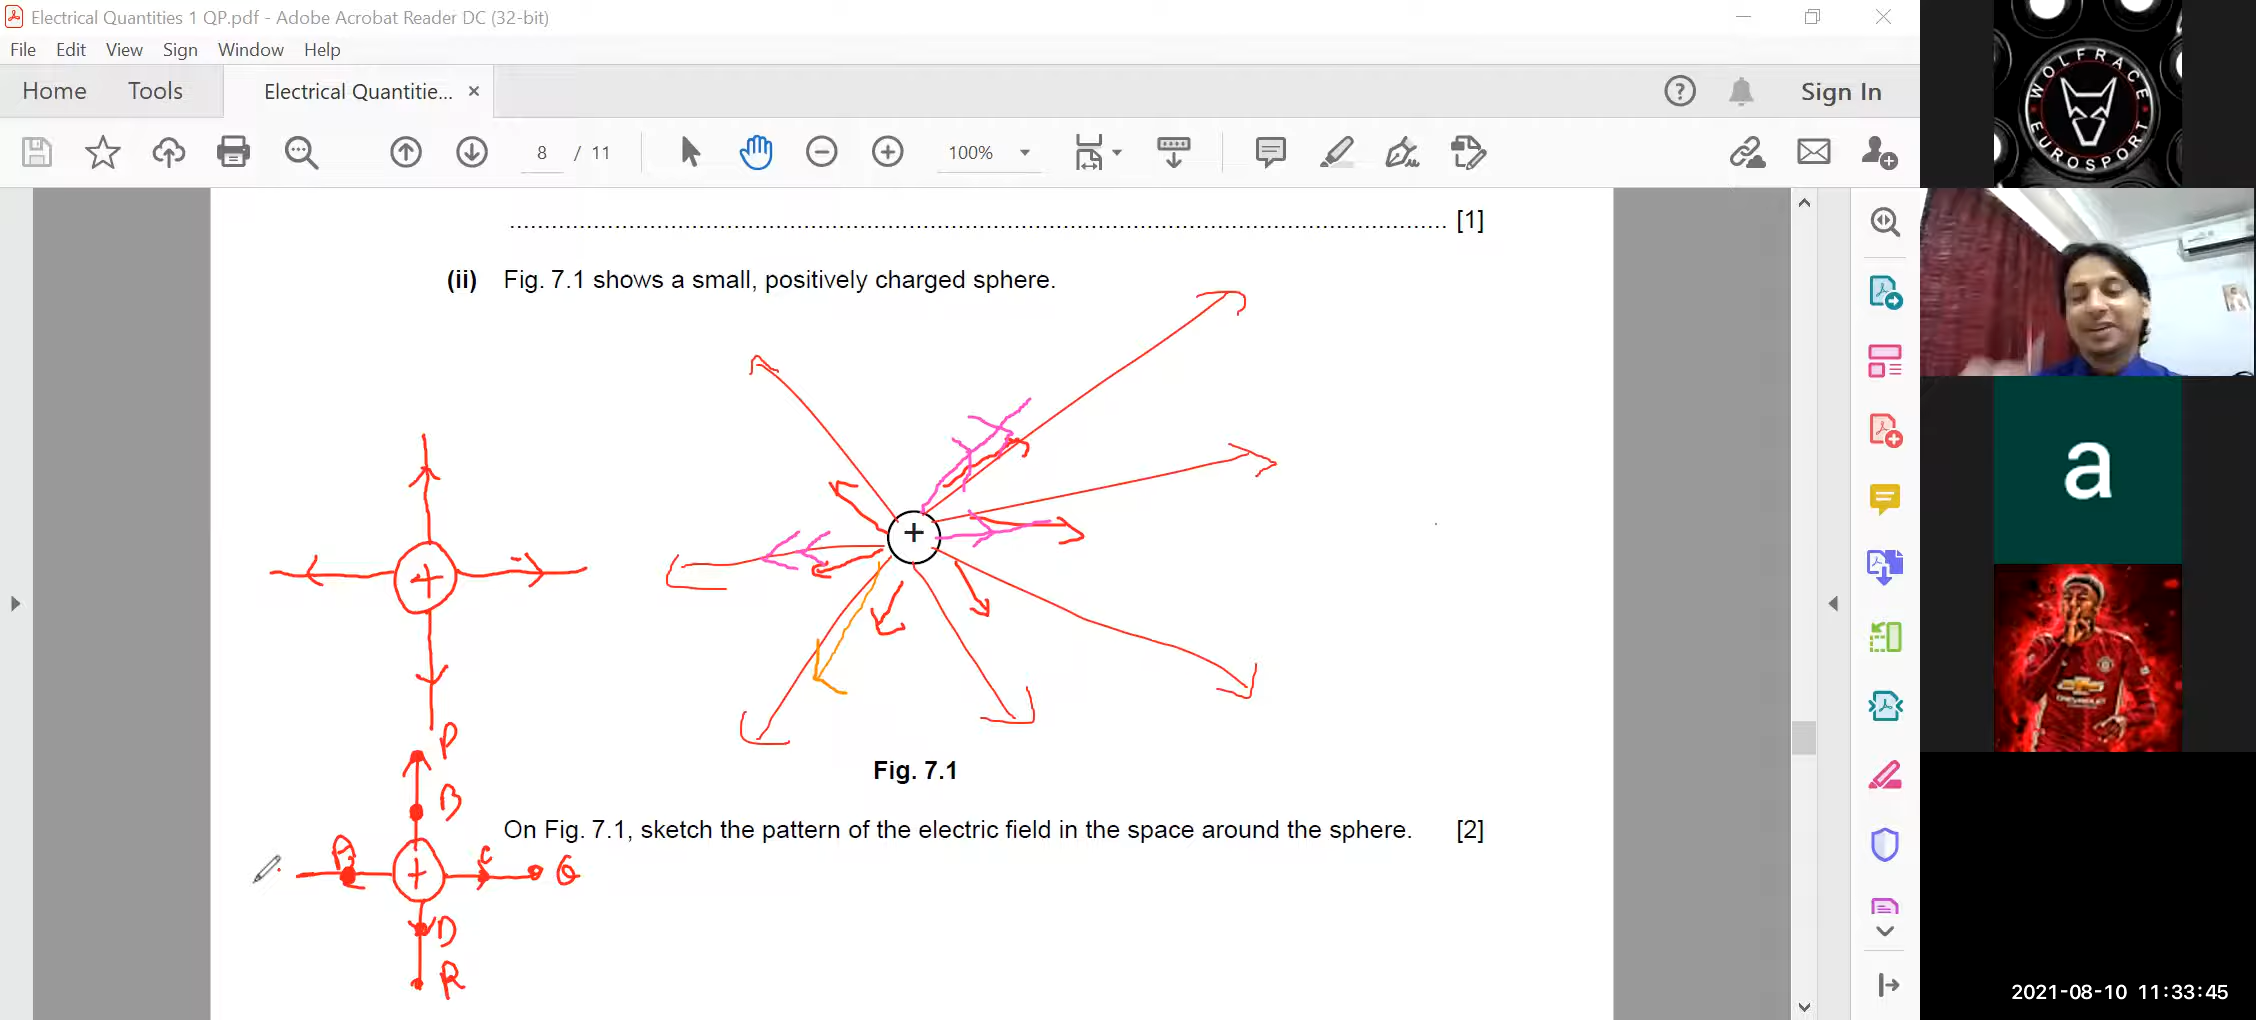 Electrical Quantities 1 QP.pdf - Adobe Acrobat Reader DC (32-bit)
File Edit View Sign Window Help
Home Tools Electrical Quantitie... × Sign In
8 / 11 100%
[1]
(ii) Fig. 7.1 shows a small, positively charged sphere.
+
+
Fig. 7.1
On Fig. 7.1, sketch the pattern of the electric field in the space around the sphere. [2]
P
B
A + C Q
D
R
WOLFRACE
EUROSPORT
a
CHEVROLET
2021-08-10 11:33:45